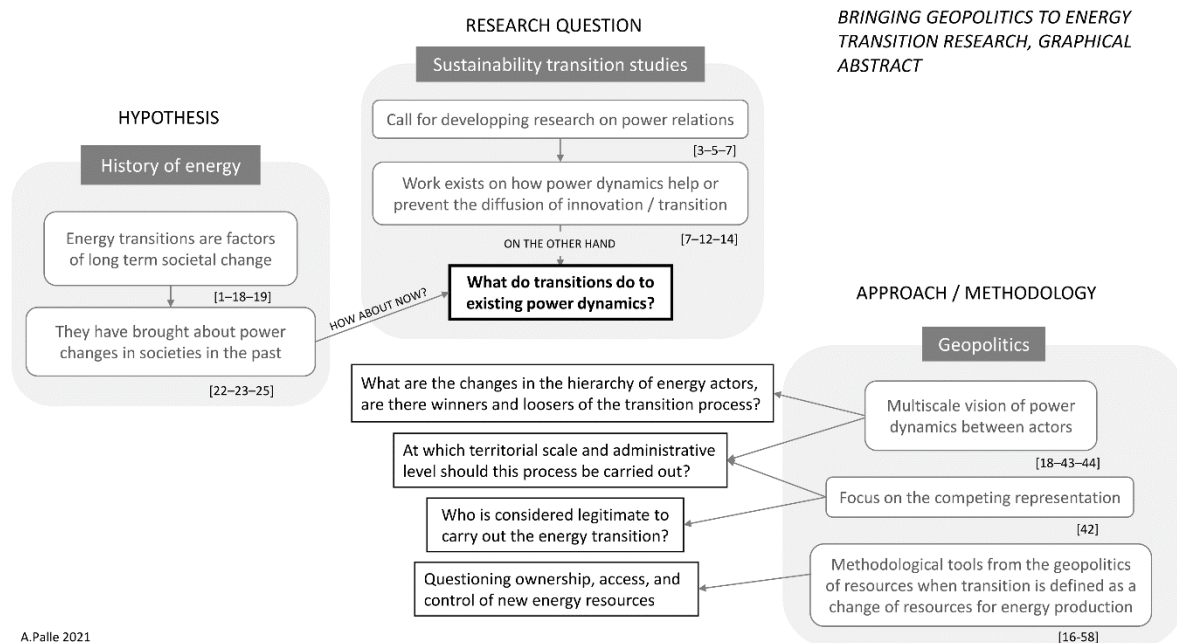 BRINGING GEOPOLITICS TO ENERGY
TRANSITION RESEARCH, GRAPHICAL
ABSTRACT
HYPOTHESIS
History of energy
Energy transitions are factors
of long term societal change
[1–18–19]
They have brought about power
changes in societies in the past
[22–23–25]
HOW ABOUT NOW?
RESEARCH QUESTION
Sustainability transition studies
Call for developping research on power relations
[3–5–7]
Work exists on how power dynamics help or
prevent the diffusion of innovation / transition
[7–12–14]
ON THE OTHER HAND
What do transitions do to
existing power dynamics?
What are the changes in the hierarchy of energy actors,
are there winners and loosers of the transition process?
At which territorial scale and administrative
level should this process be carried out?
Who is considered legitimate to
carry out the energy transition?
Questioning ownership, access, and
control of new energy resources
APPROACH / METHODOLOGY
Geopolitics
Multiscale vision of power
dynamics between actors
[18–43–44]
Focus on the competing representation
[42]
Methodological tools from the geopolitics
of resources when transition is defined as a
change of resources for energy production
[16-58]
A.Palle 2021